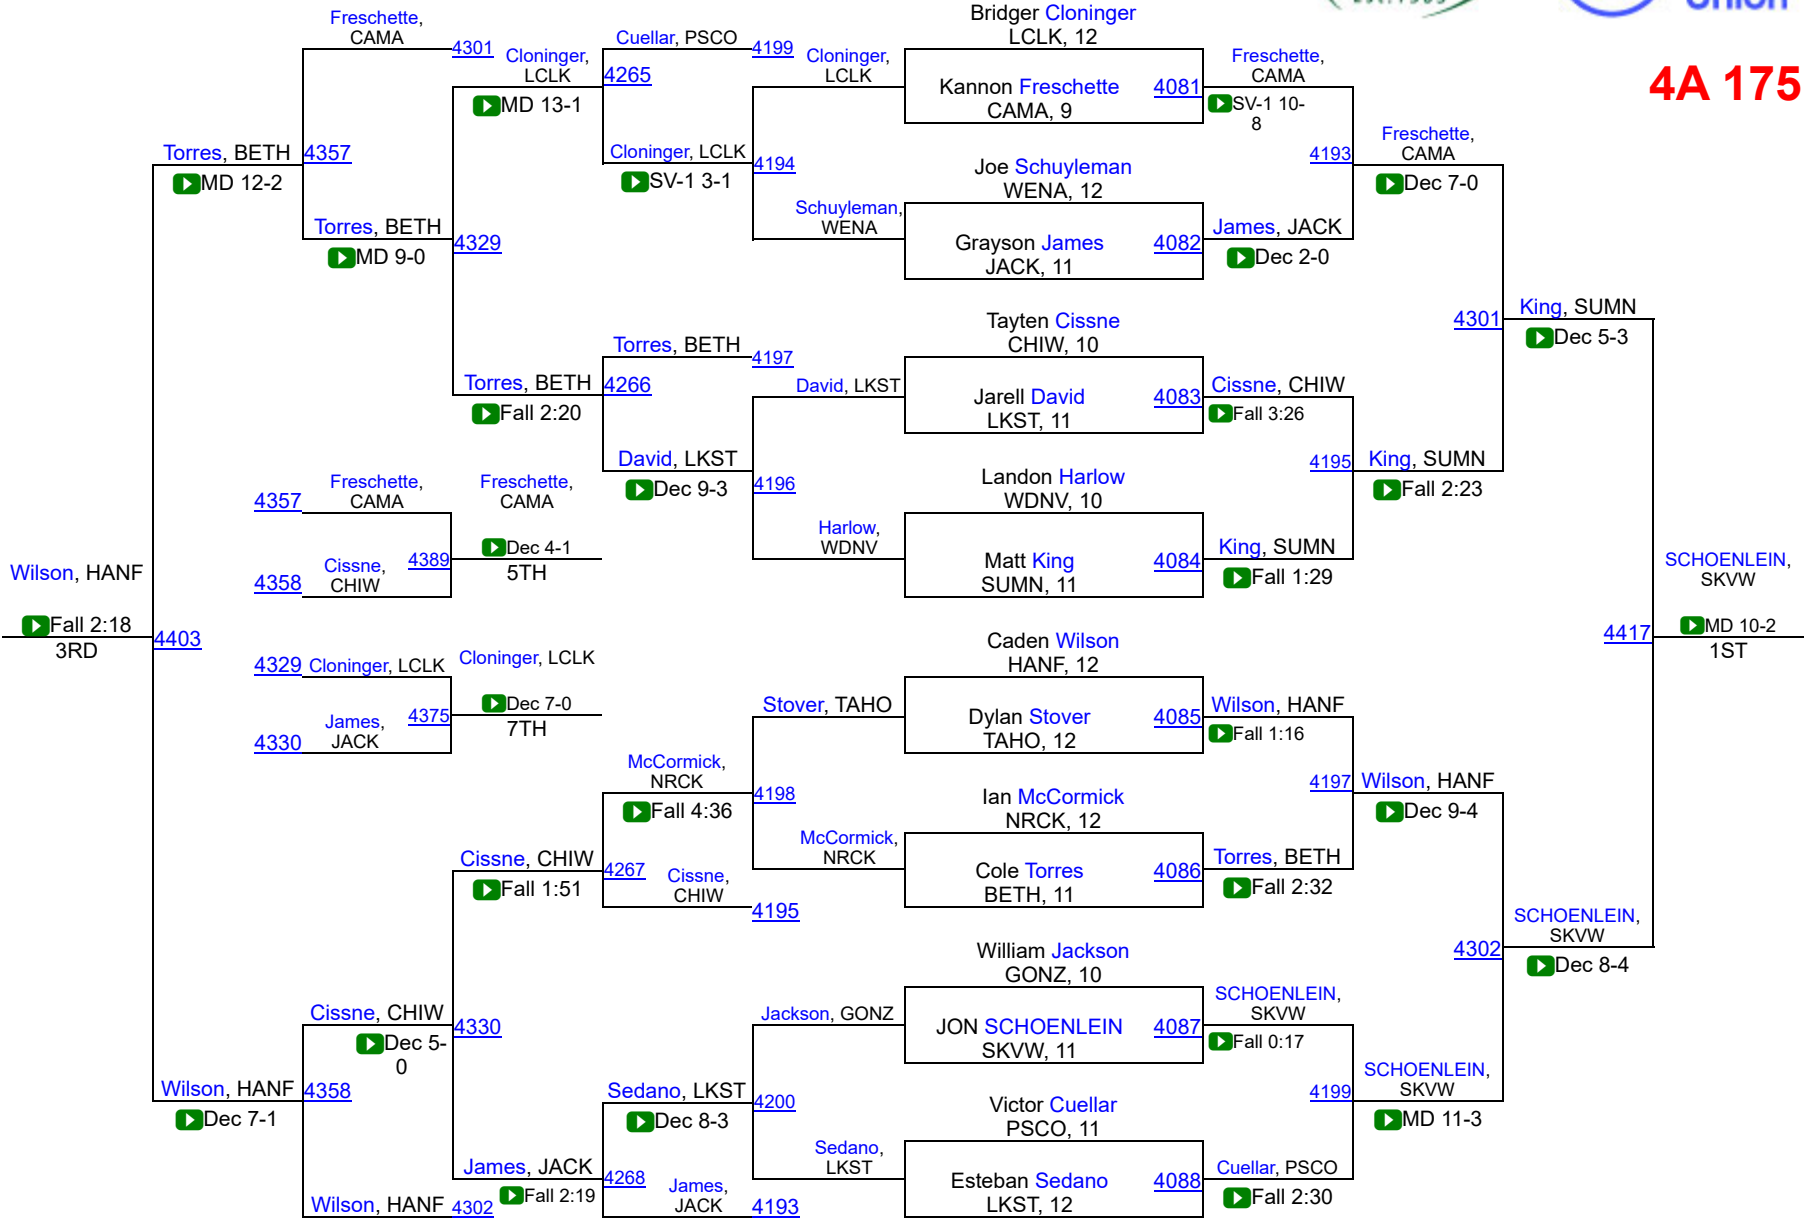 EST.1905
Union
4A 175
Freschette,
CAMA
4301
Torres, BETH
4357
MD 12-2
Torres, BETH
MD 9-0
Cloninger,
LCLK
MD 13-1
4329
Torres, BETH
Fall 2:20
Cuellar, PSCO
4199
4265
Cloninger, LCLK
SV-1 3-1
4194
Cloninger,
LCLK
Schuyleman,
WENA
Torres, BETH
4197
4266
David, LKST
Dec 9-3
4196
David, LKST
Harlow,
WDNV
Bridger Cloninger
LCLK, 12
Kannon Freschette
CAMA, 9
4081
Freschette,
CAMA
SV-1 10-
8
Joe Schuyleman
WENA, 12
Grayson James
JACK, 11
4082
James, JACK
Dec 2-0
4193
Freschette,
CAMA
Dec 7-0
Tayten Cissne
CHIW, 10
Jarell David
LKST, 11
4083
Cissne, CHIW
Fall 3:26
Landon Harlow
WDNV, 10
Matt King
SUMN, 11
4084
King, SUMN
Fall 1:29
4195
King, SUMN
Fall 2:23
4301
King, SUMN
Dec 5-3
4357
Freschette,
CAMA
4358
Cissne,
CHIW
4389
Freschette,
CAMA
Dec 4-1
5TH
Wilson, HANF
Fall 2:18
3RD
4403
4329
Cloninger, LCLK
4330
James,
JACK
4375
Cloninger, LCLK
Dec 7-0
7TH
SCHOENLEIN,
SKVW
4417
MD 10-2
1ST
Stover, TAHO
McCormick,
NRCK
Fall 4:36
4198
McCormick,
NRCK
Cissne, CHIW
Fall 1:51
4267
Cissne,
CHIW
4195
Caden Wilson
HANF, 12
Dylan Stover
TAHO, 12
4085
Wilson, HANF
Fall 1:16
Ian McCormick
NRCK, 12
Cole Torres
BETH, 11
4086
Torres, BETH
Fall 2:32
4197
Wilson, HANF
Dec 9-4
Cissne, CHIW
Dec 5-
0
4330
Wilson, HANF
Dec 7-1
4358
Wilson, HANF
4302
James, JACK
Fall 2:19
4268
James,
JACK
4193
Sedano, LKST
Dec 8-3
4200
Jackson, GONZ
Sedano,
LKST
William Jackson
GONZ, 10
JON SCHOENLEIN
SKVW, 11
4087
SCHOENLEIN,
SKVW
Fall 0:17
Victor Cuellar
PSCO, 11
Esteban Sedano
LKST, 12
4088
Cuellar, PSCO
Fall 2:30
4199
SCHOENLEIN,
SKVW
MD 11-3
4302
SCHOENLEIN,
SKVW
Dec 8-4